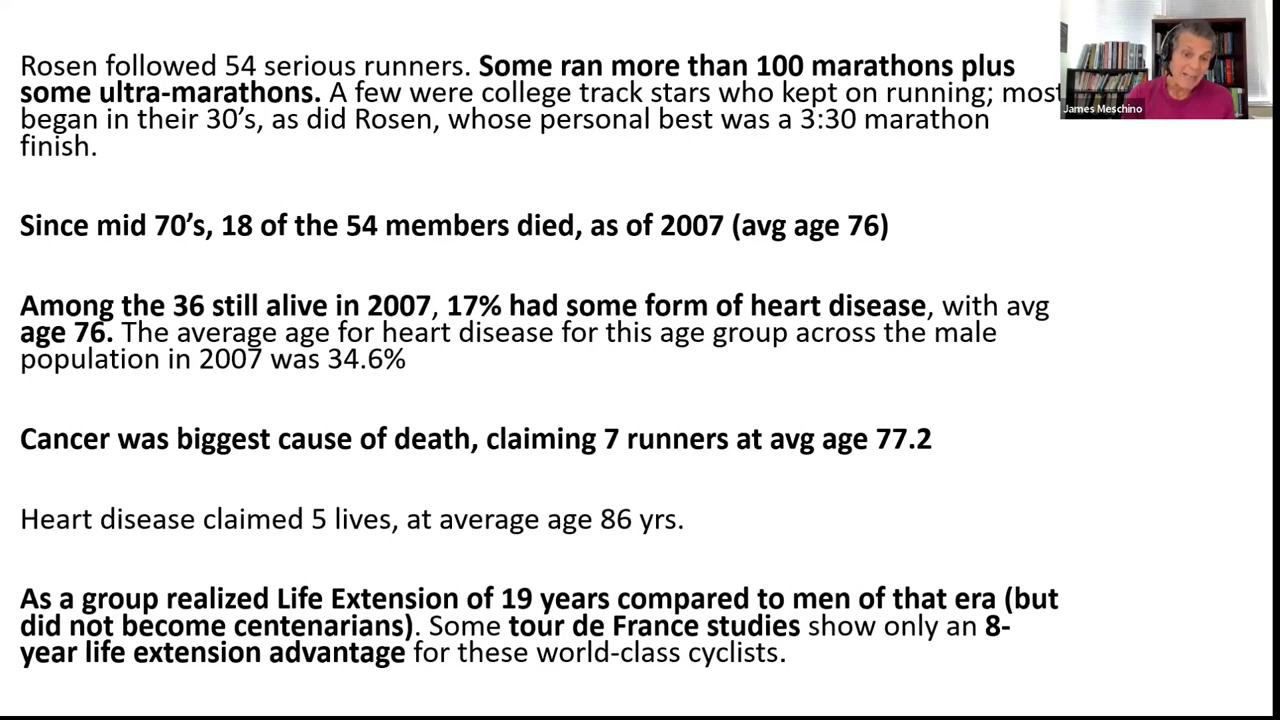 Rosen followed 54 serious runners. Some ran more than 100 marathons plus
some ultra-marathons. A few were college track stars who kept on running; most
began in their 30's, as did Rosen, whose personal best was a 3:30 marathon
finish.
James Meschino
Since mid 70's, 18 of the 54 members died, as of 2007 (avg age 76)
Among the 36 still alive in 2007, 17% had some form of heart disease, with avg
age 76. The average age for heart disease for this age group across the male
population in 2007 was 34.6%
Cancer was biggest cause of death, claiming 7 runners at avg age 77.2
Heart disease claimed 5 lives, at average age 86 yrs.
As a group realized Life Extension of 19 years compared to men of that era (but
did not become centenarians). Some tour de France studies show only an 8-
year life extension advantage for these world-class cyclists.